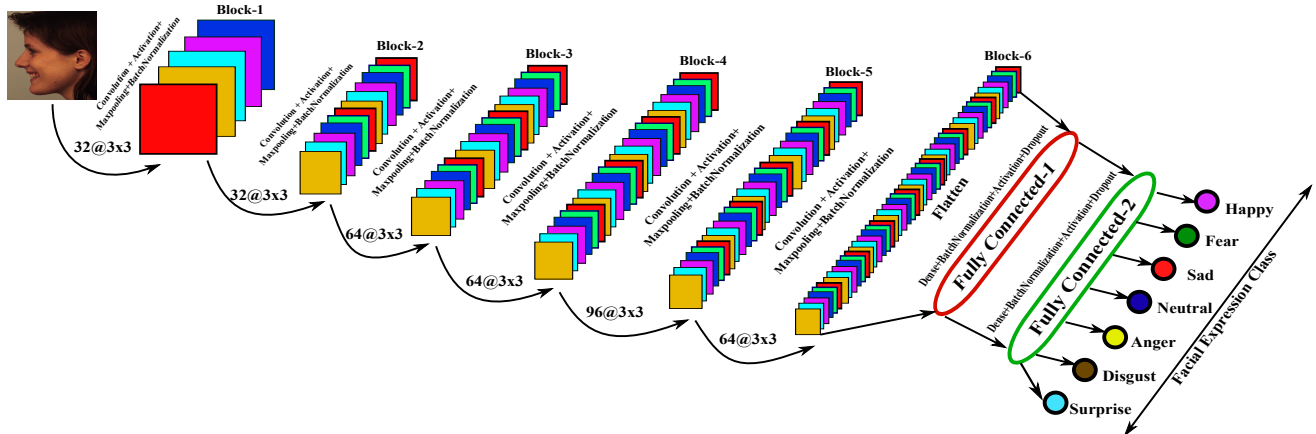 Block-1
Convolution + Activation+
Maxpooling+BatchNormalization
32@3x3
Block-2
Convolution + Activation+
Maxpooling+BatchNormalization
32@3x3
Block-3
Convolution + Activation+
Maxpooling+BatchNormalization
64@3x3
Block-4
Convolution + Activation+
Maxpooling+BatchNormalization
64@3x3
Block-5
Convolution + Activation+
Maxpooling+BatchNormalization
96@3x3
Block-6
Convolution + Activation+
Maxpooling+BatchNormalization
64@3x3
Flatten
Dense+BatchNormalization+Activation+Dropout
Fully Connected-1
Dense+BatchNormalization+Activation+Dropout
Fully Connected-2
Happy
Fear
Sad
Neutral
Anger
Disgust
Surprise
Facial Expression Class